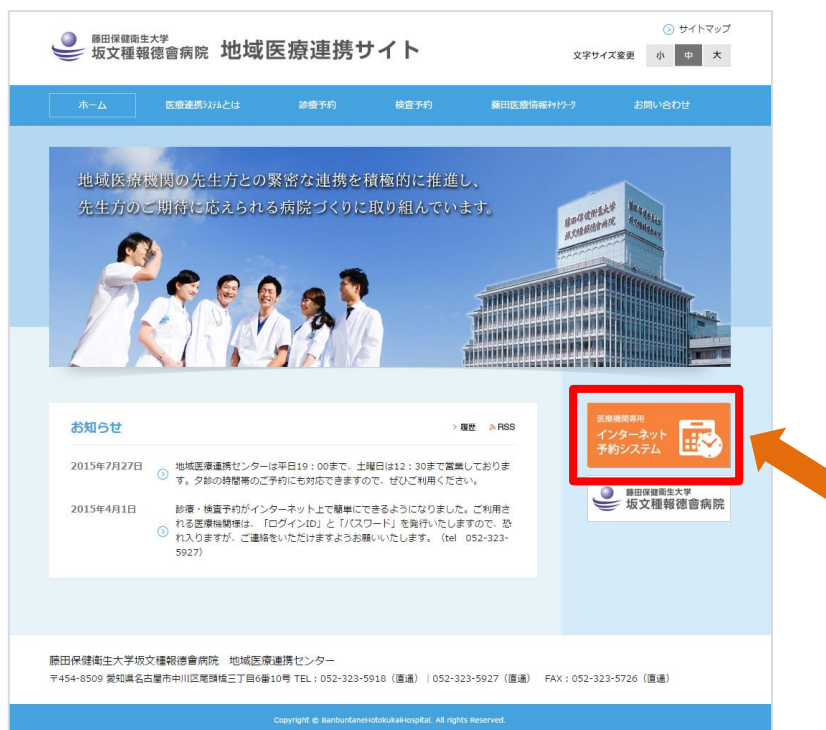 サイトマップ
藤田保健衛生大学
坂文種報德會病院 地域医療連携サイト
文字サイズ変更 小 中 大
ホーム 医療連携ｼｽﾃﾑとは 診療予約 検査予約 藤田医療情報ﾈｯﾄﾜｰｸ お問い合わせ
地域医療機関の先生方との緊密な連携を積極的に推進し、
先生方のご期待に応えられる病院づくりに取り組んでいます。
藤田保健衛生大学
坂文種報德會病院
お知らせ
履歴 RSS
2015年7月27日 地域医療連携センターは平日19：00まで、土曜日は12：30まで営業しておりま
す。夕診の時間帯のご予約にも対応できますので、ぜひご利用ください。
2015年4月1日 診療・検査予約がインターネット上で簡単にできるようになりました。ご利用さ
れる医療機関様は、「ログインID」と「パスワード」を発行いたしますので、恐
れ入りますが、ご連絡をいただけますようお願いいたします。（tel 052-323-
5927）
医療機関専用
インターネット
予約システム
藤田保健衛生大学
坂文種報德會病院
藤田保健衛生大学坂文種報德會病院 地域医療連携センター
〒454-8509 愛知県名古屋市中川区尾頭橋三丁目6番10号 TEL：052-323-5918（直通）｜052-323-5927（直通） FAX：052-323-5726（直通）
Copyright © BanbuntaneHotokukaiHospital. All rights Reserved.